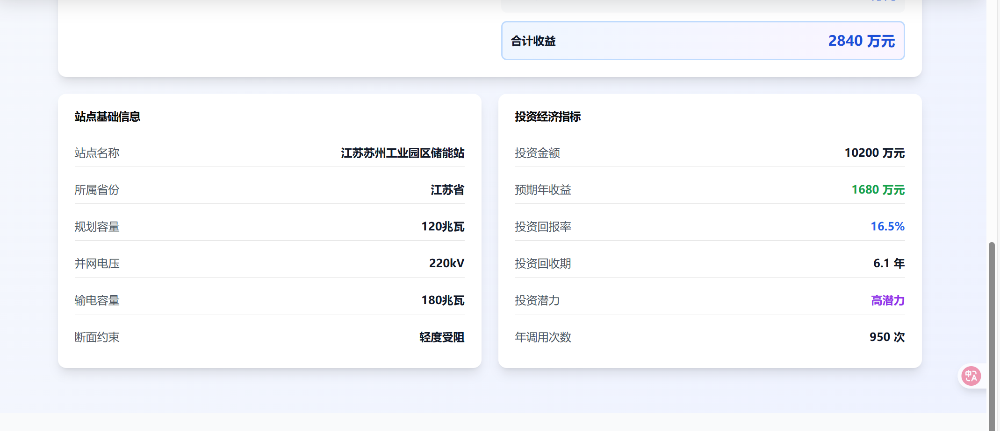 合计收益
2840 万元
站点基础信息
站点名称
江苏苏州工业园区储能站
所属省份
江苏省
规划容量
120兆瓦
并网电压
220kV
输电容量
180兆瓦
断面约束
轻度受阻
投资经济指标
投资金额
10200 万元
预期年收益
1680 万元
投资回报率
16.5%
投资回收期
6.1 年
投资潜力
高潜力
年调用次数
950 次
中A